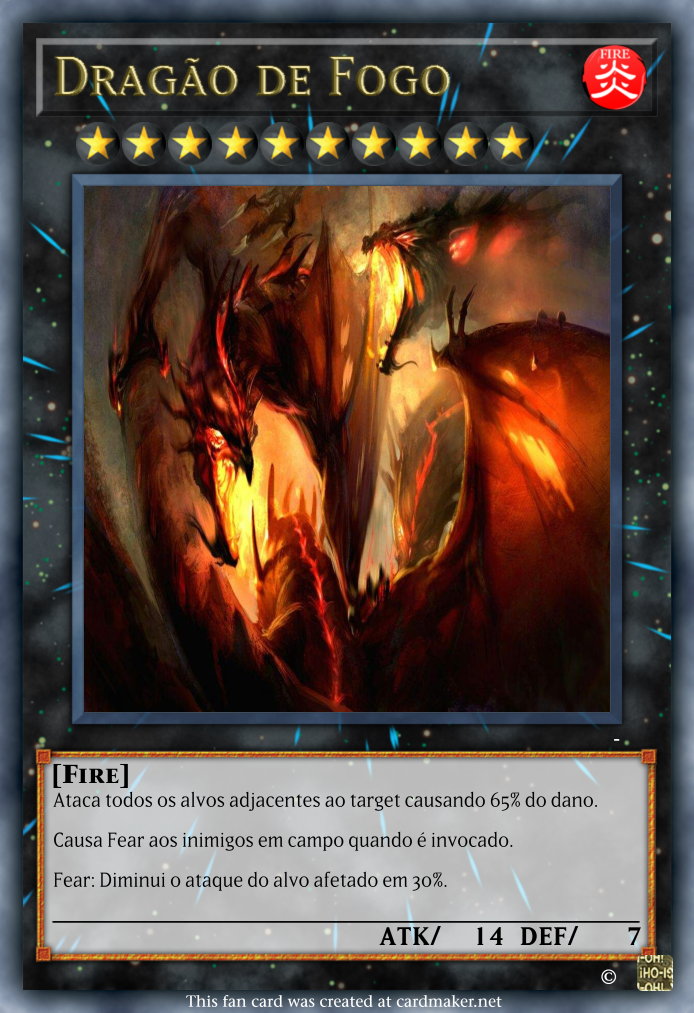 Dragão de Fogo
FIRE
炎
-
[Fire]
Ataca todos os alvos adjacentes ao target causando 65% do dano.
Causa Fear aos inimigos em campo quando é invocado.
Fear: Diminui o ataque do alvo afetado em 30%.
ATK/ 14 DEF/ 7
©
This fan card was created at cardmaker.net